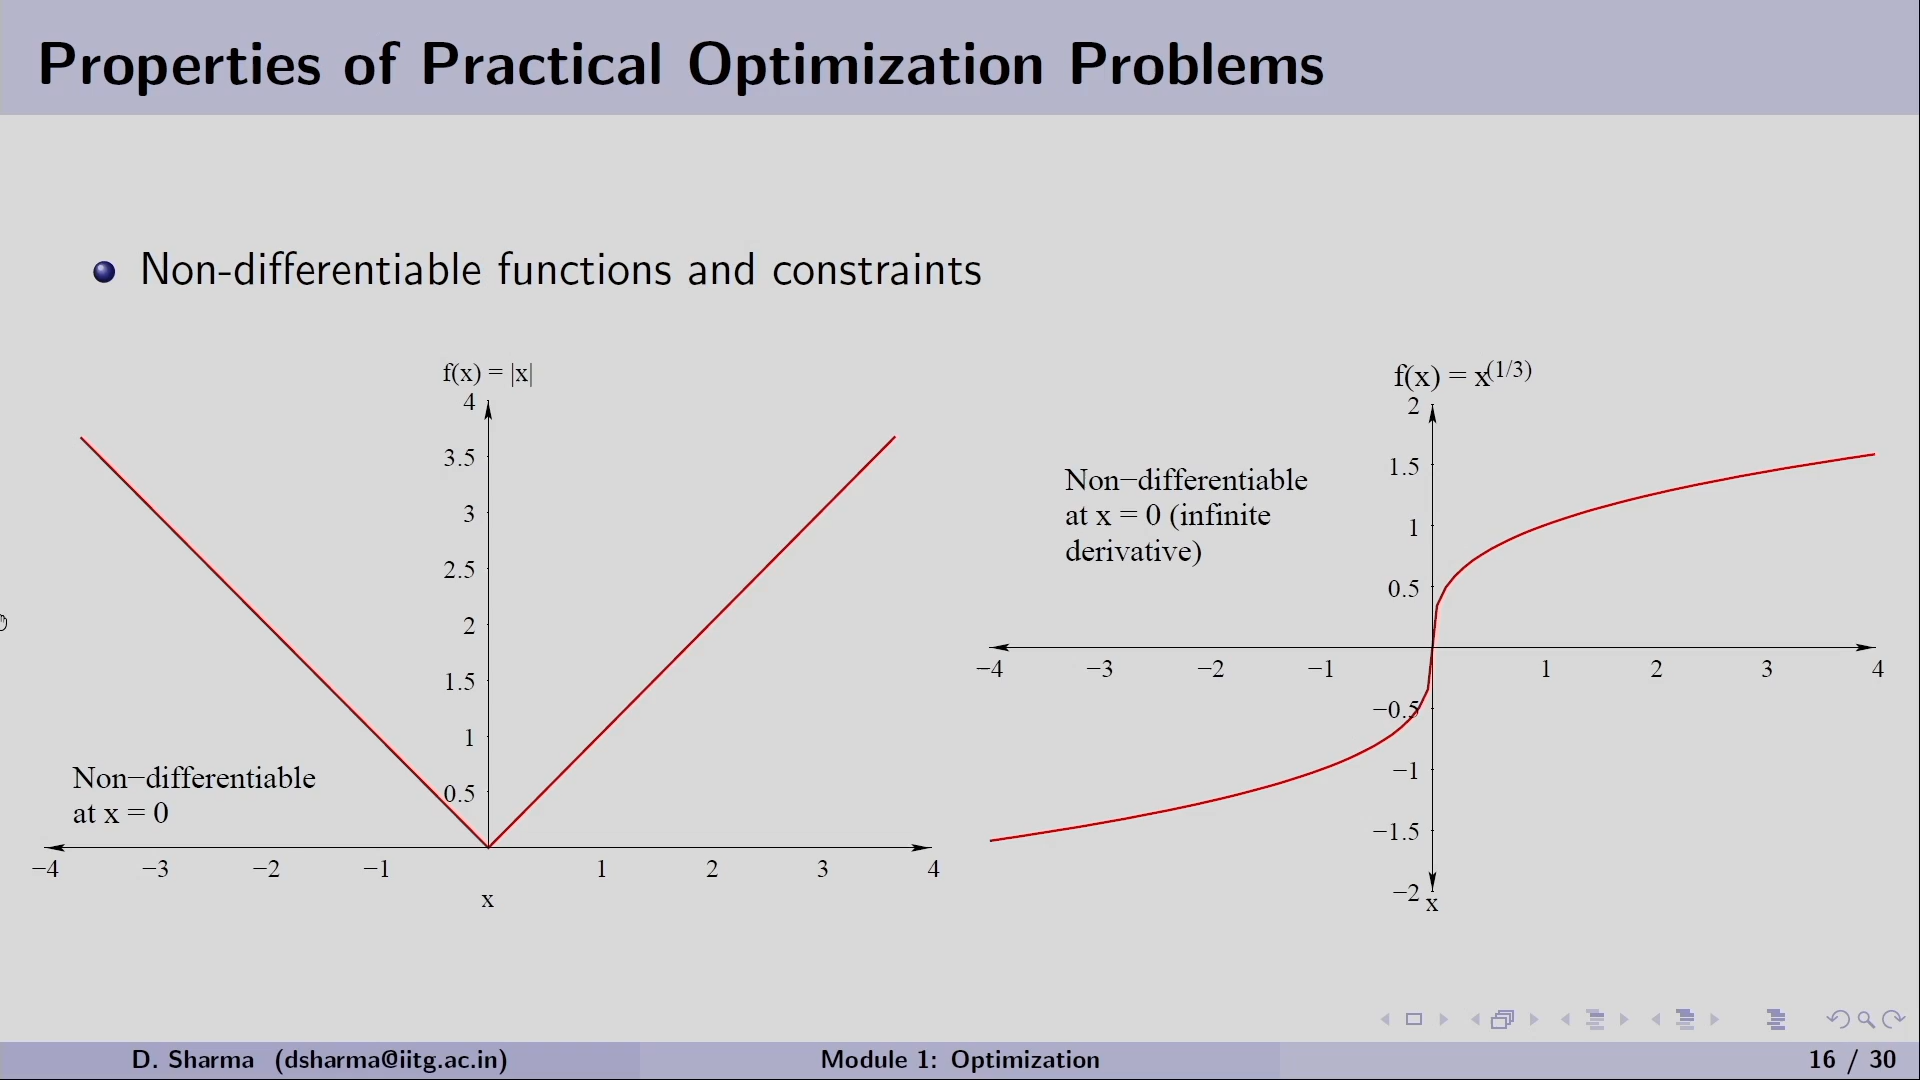 Properties of Practical Optimization Problems
Non-differentiable functions and constraints
f(x) = |x|
4
3.5
3
2.5
2
1.5
1
0.5
Non−differentiable
at x = 0
−4 −3 −2 −1 1 2 3 4
x
f(x) = x(1/3)
2
1.5
1
0.5
Non−differentiable
at x = 0 (infinite
derivative)
−4 −3 −2 −1 1 2 3 4
−0.5
−1
−1.5
−2
x
D. Sharma (dsharma@iitg.ac.in) Module 1: Optimization 16 / 30